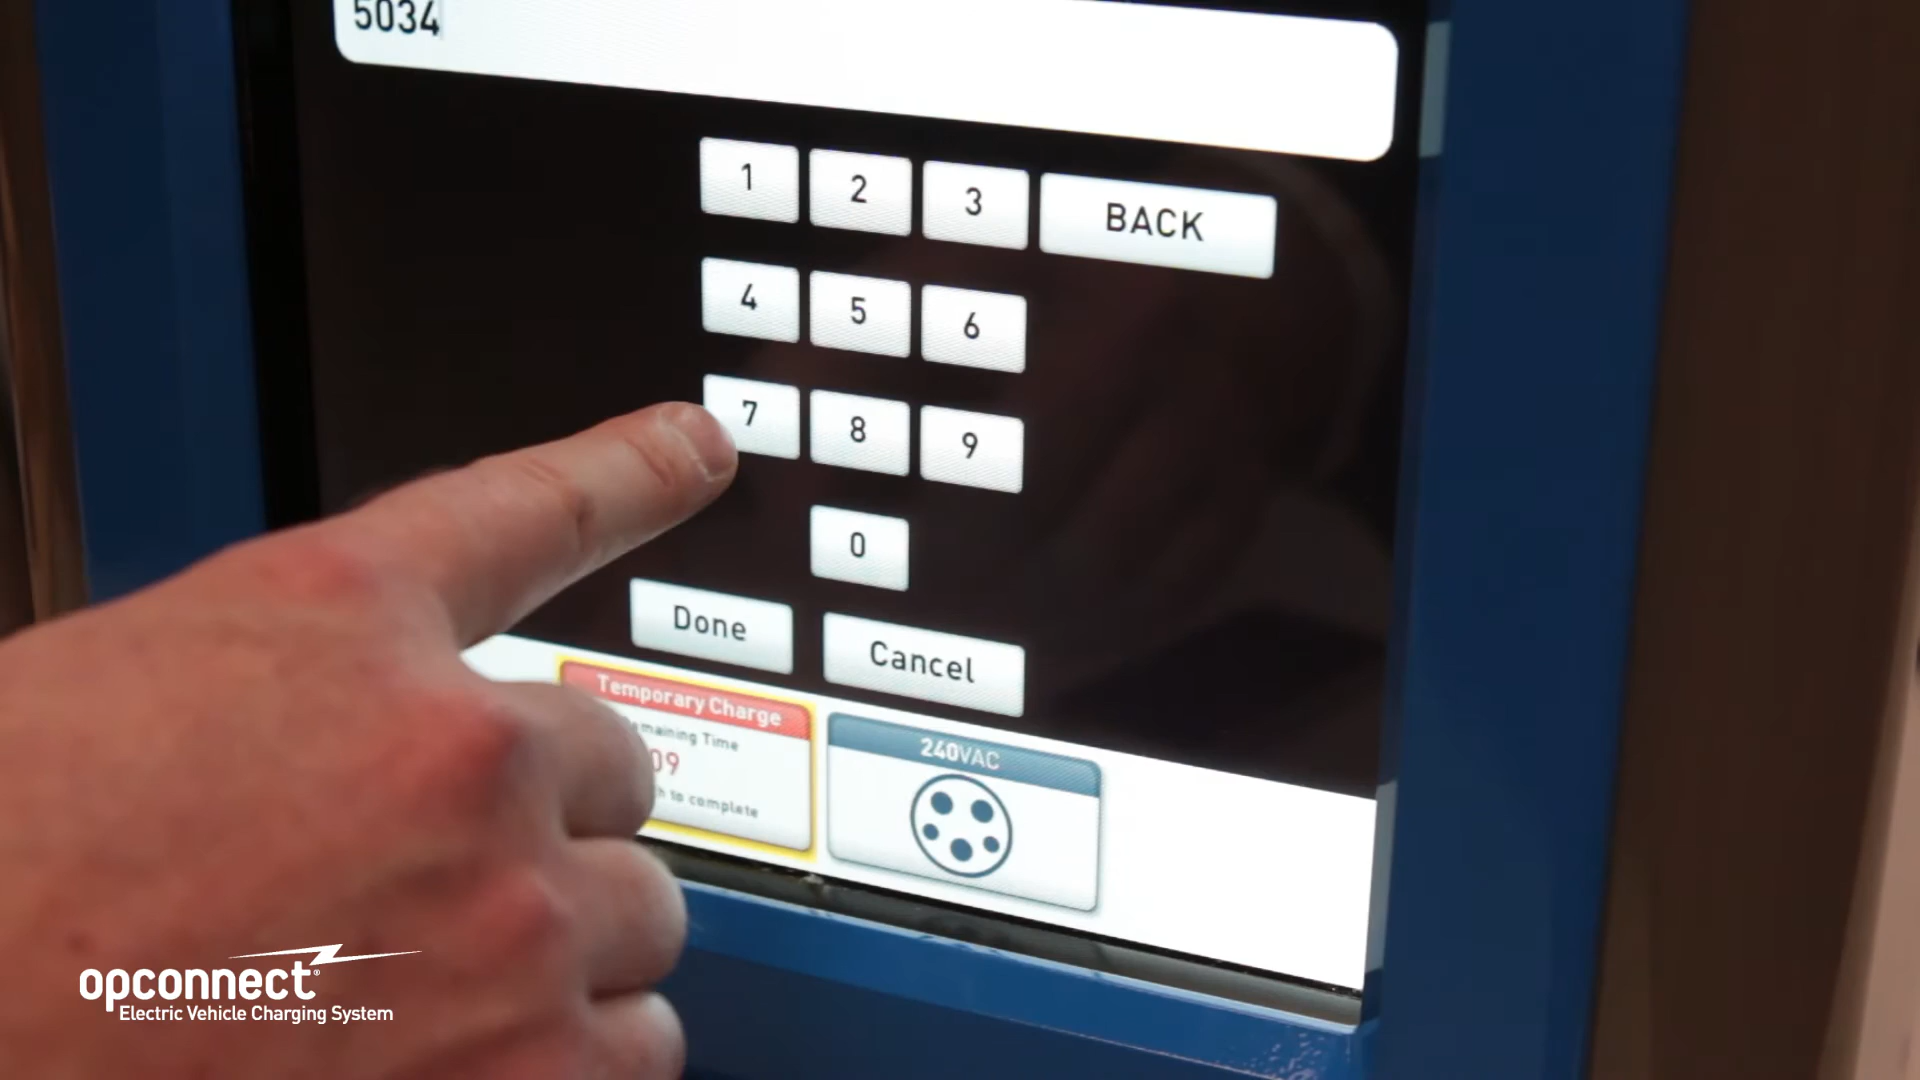 5034
1 2 3 BACK
4 5 6
7 8 9
0
Done Cancel
Temporary Charge
Time
09
to complete
240VAC
opconnect®
Electric Vehicle Charging System